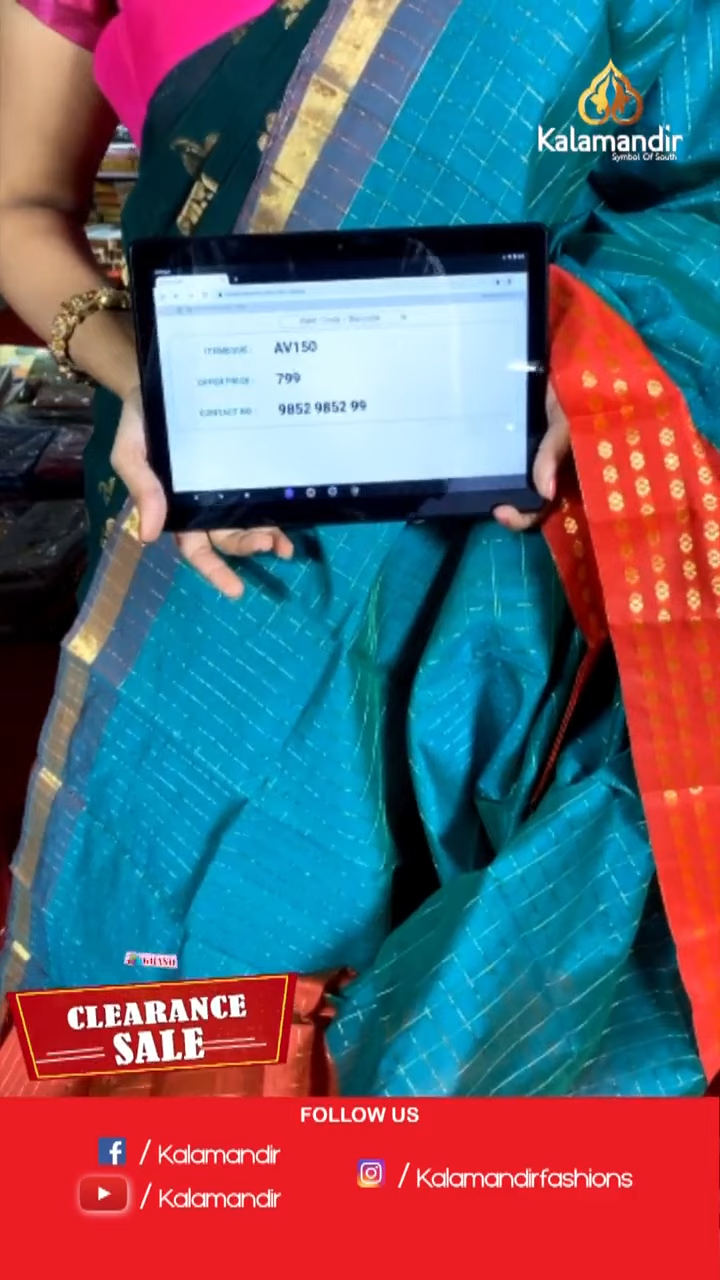 Kalamandir
Symbol Of South
AV150
OFFER PRICE : 799
CONTACT NO : 9852 9852 99
CLEARANCE
SALE
FOLLOW US
/ Kalamandir
/ Kalamandir
/ Kalamandirfashions